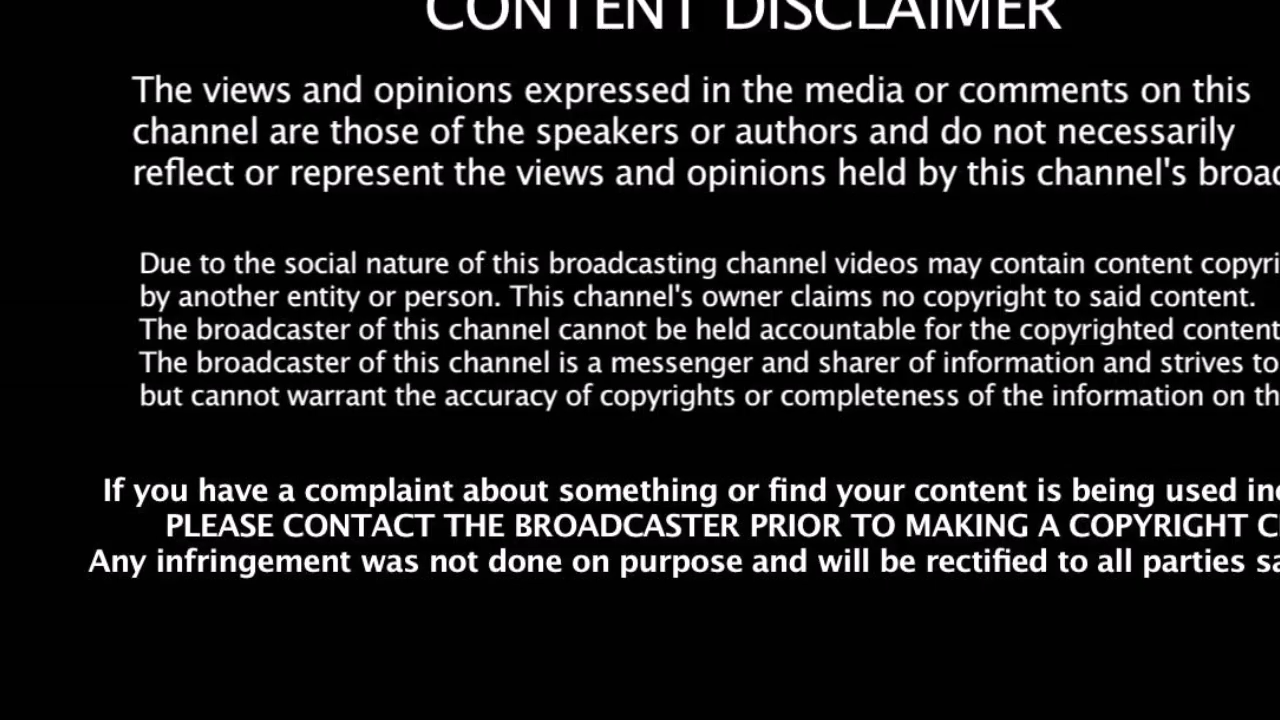 CONTENT DISCLAIMER
The views and opinions expressed in the media or comments on this
channel are those of the speakers or authors and do not necessarily
reflect or represent the views and opinions held by this channel's
Due to the social nature of this broadcasting channel videos may contain content
by another entity or person. This channel's owner claims no copyright to said content.
The broadcaster of this channel cannot be held accountable for the copyrighted content
The broadcaster of this channel is a messenger and sharer of information and strives to
but cannot warrant the accuracy of copyrights or completeness of the information on
If you have a complaint about something or find your content is being used
PLEASE CONTACT THE BROADCASTER PRIOR TO MAKING A COPYRIGHT
Any infringement was not done on purpose and will be rectified to all parties